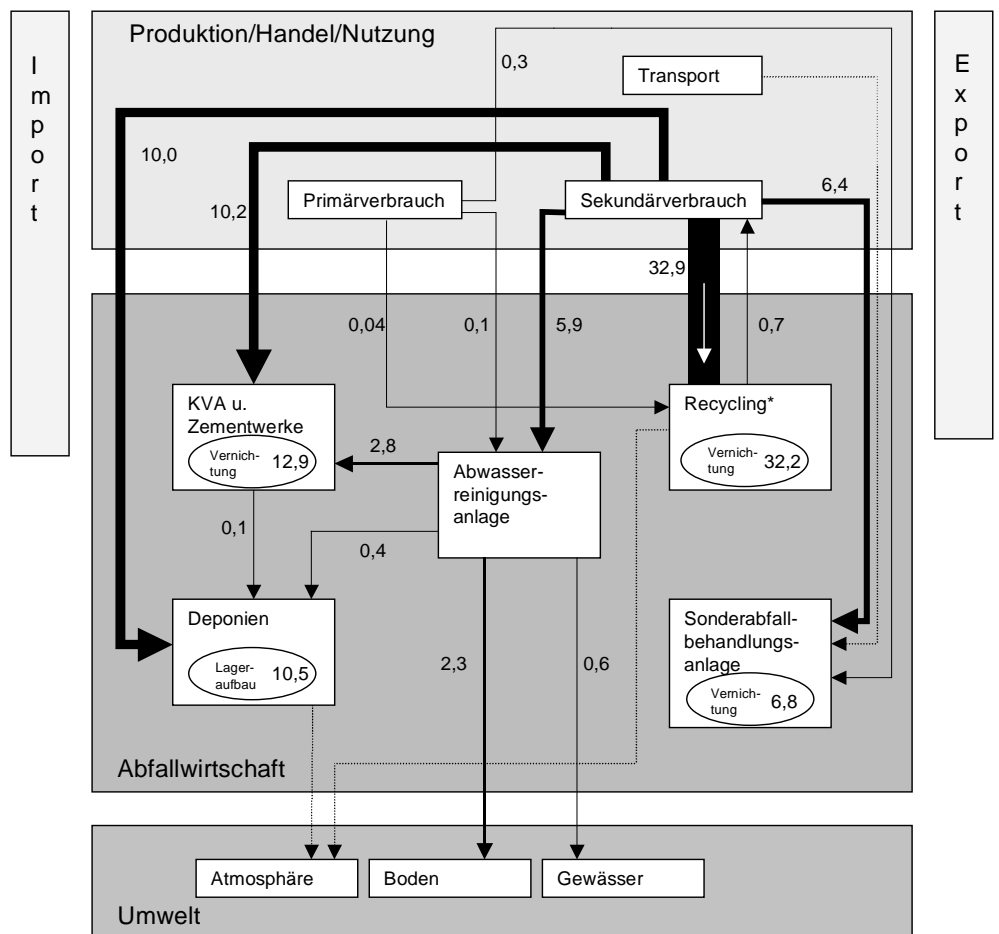 Produktion/Handel/Nutzung
I
m
p
o
r
t
E
x
p
o
r
t
0,3
Transport
10,0
10,2
Primärverbrauch
Sekundärverbrauch
6,4
32,9
0,04
0,1
5,9
0,7
KVA u.
Zementwerke
Vernich-
tung 12,9
2,8
Abwasser-
reinigungs-
anlage
Recycling*
Vernich-
tung 32,2
0,1
0,4
Deponien
Lager-
aufbau 10,5
2,3
0,6
Sonderabfall-
behandlungs-
anlage
Vernich-
tung 6,8
Abfallwirtschaft
Atmosphäre
Boden
Gewässer
Umwelt